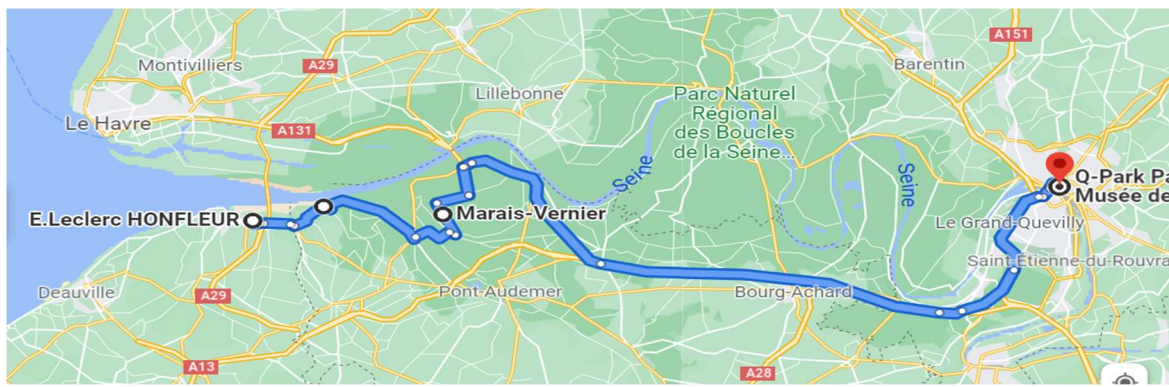 A151
Montivilliers
A29
Barentin
Lillebonne
Parc Naturel
Régional
des Boucles
de la Seine...
Le Havre
A131
Seine
Seine
Q-Park Pa
Musée de
E.Leclerc HONFLEUR
Marais-Vernier
Le Grand-Quevilly
Saint-Étienne-du-Rouvra
Deauville
A29
Pont-Audemer
Bourg-Achard
A13
A28